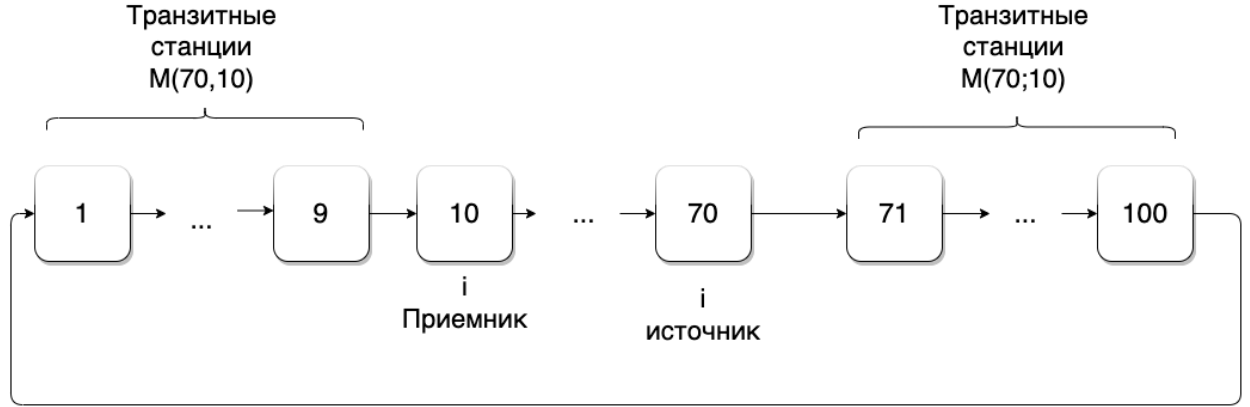 Транзитные
станции
М(70,10)
Транзитные
станции
М(70;10)
1
...
9
10
...
70
71
...
100
i
Приемник
i
источник